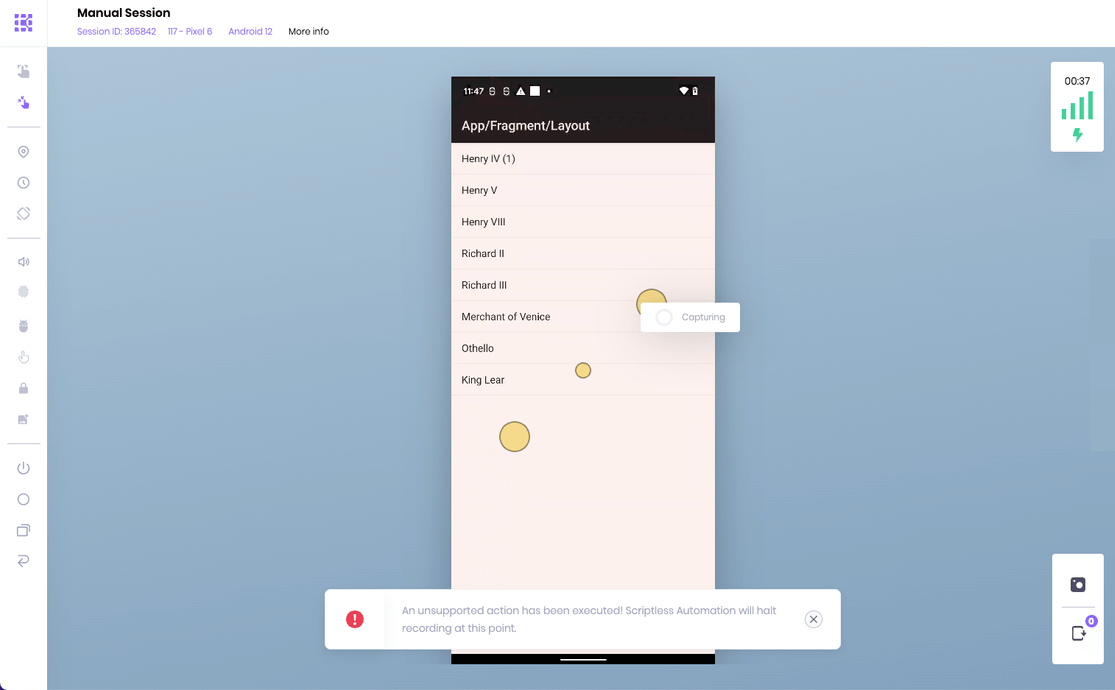 Manual Session
Session ID: 365842 117 - Pixel 6 Android 12 More info
00:37
11:47
App/Fragment/Layout
Henry IV (1)
Henry V
Henry VIII
Richard II
Richard III
Merchant of Venice
Othello
King Lear
Capturing
An unsupported action has been executed! Scriptless Automation will halt
recording at this point.
0